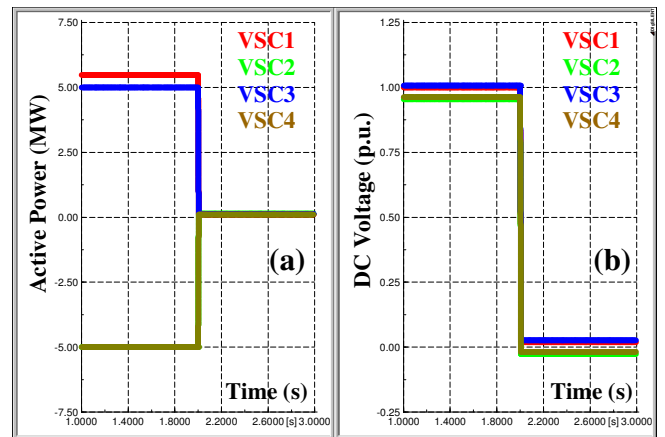 7.50
5.00
2.50
0.00
-2.50
-5.00
-7.50
Active Power (MW)
VSC1
VSC2
VSC3
VSC4
(a)
Time (s)
1.0000 1.4000 1.8000 2.2000 2.6000 [s] 3.0000
1.25
1.00
0.75
0.50
0.25
0.00
-0.25
DC Voltage (p.u.)
VSC1
VSC2
VSC3
VSC4
(b)
Time (s)
1.0000 1.4000 1.8000 2.2000 2.6000 [s] 3.0000